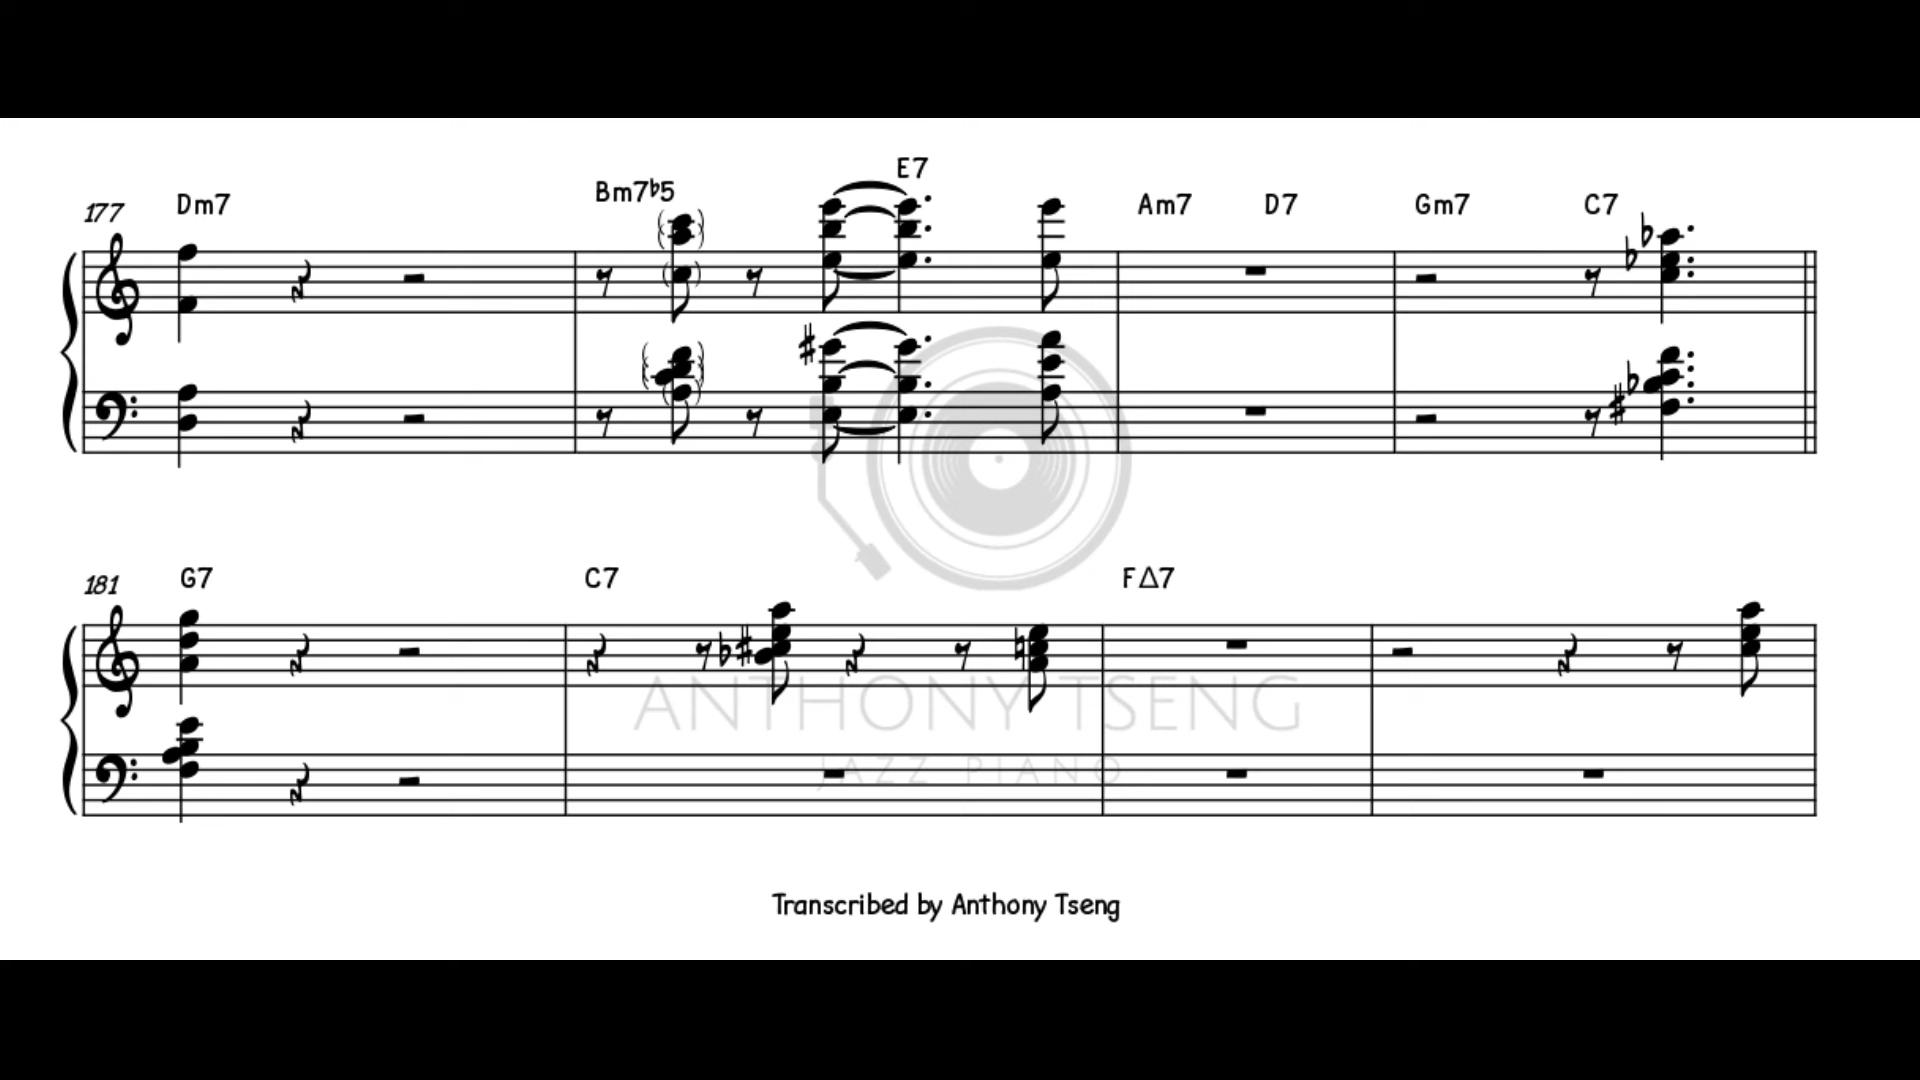 177 Dm7 Bm7♭5 E7 Am7 D7 Gm7 C7
181 G7 C7 F△7
ANTHONY TSENG
JAZZ PIANO
Transcribed by Anthony Tseng